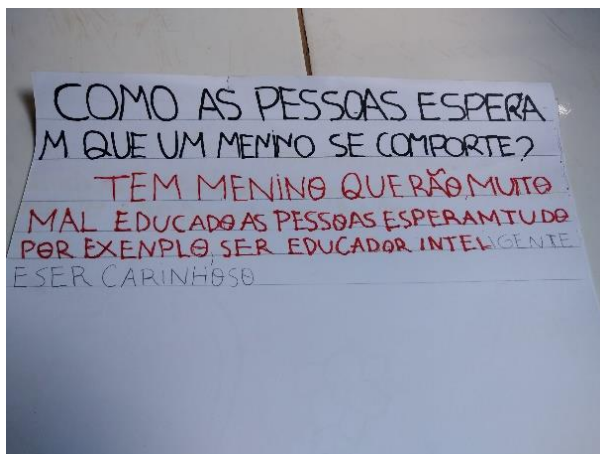 COMO AS PESSOAS ESPERA
M QUE UM MENINO SE COMPORTE?
TEM MENINO QUE RÃO, MUITO
MAL EDUCADO AS PESSOAS ESPERAM TUDO
POR EXENPLO, SER EDUCADOR INTELIGENTE
E SER CARINHOSO